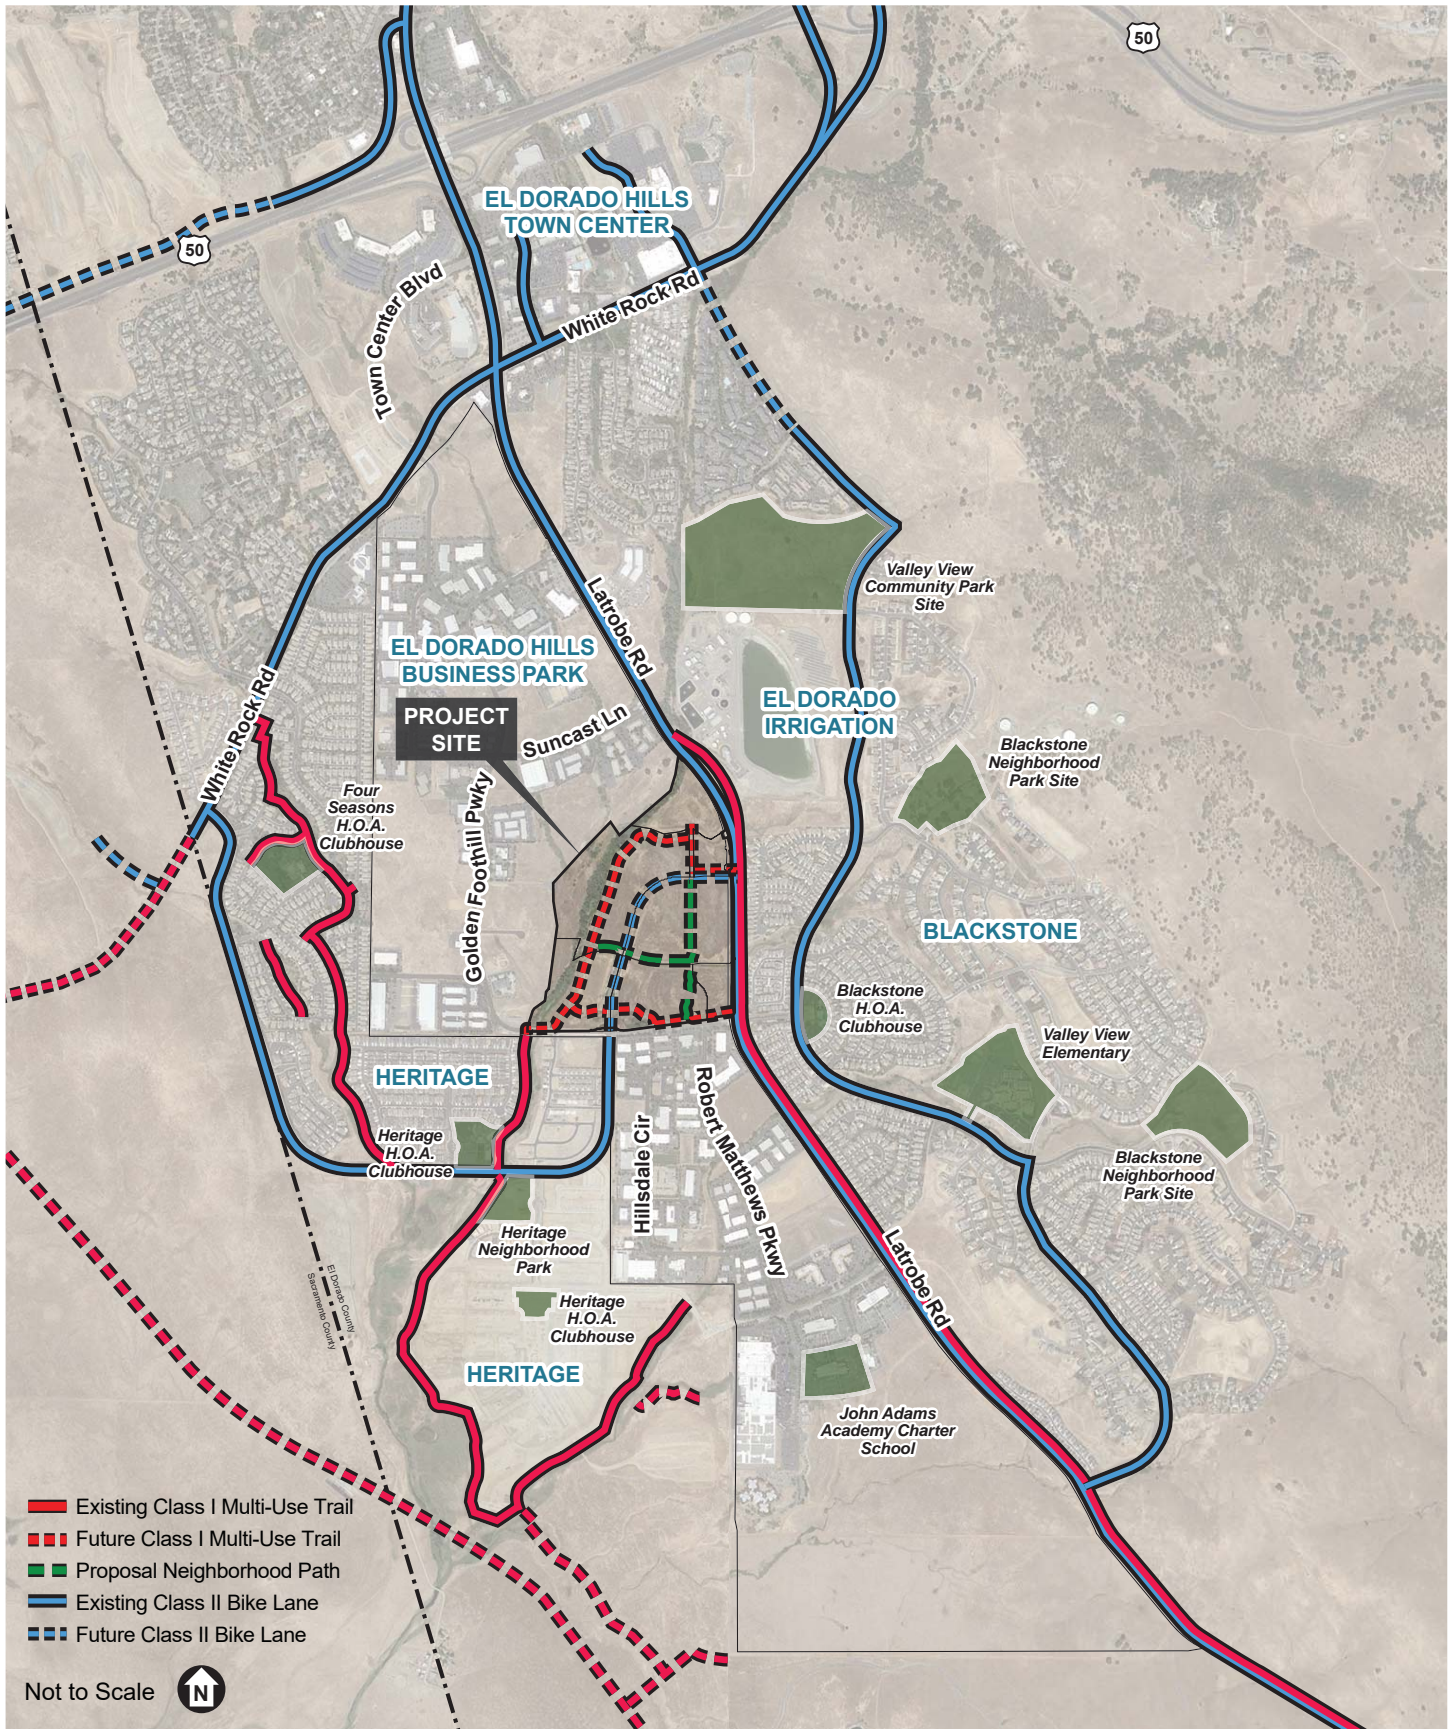 50
EL DORADO HILLS
TOWN CENTER
50
Town Center Blvd
White Rock Rd
Valley View
Community Park
Site
Latrobe Rd
EL DORADO HILLS
BUSINESS PARK
PROJECT
SITE
Suncast Ln
EL DORADO
IRRIGATION
White Rock Rd
Blackstone
Neighborhood
Park Site
Four
Seasons
H.O.A.
Clubhouse
Golden Foothill Pwky
BLACKSTONE
Blackstone
H.O.A.
Clubhouse
Valley View
Elementary
HERITAGE
Robert Matthews Pkwy
Hillsdale Cir
Heritage
H.O.A.
Clubhouse
Blackstone
Neighborhood
Park Site
Heritage
Neighborhood
Park
El Dorado County
Sacramento County
Latrobe Rd
Heritage
H.O.A.
Clubhouse
HERITAGE
John Adams
Academy Charter
School
Existing Class I Multi-Use Trail
Future Class I Multi-Use Trail
Proposal Neighborhood Path
Existing Class II Bike Lane
Future Class II Bike Lane
Not to Scale
N